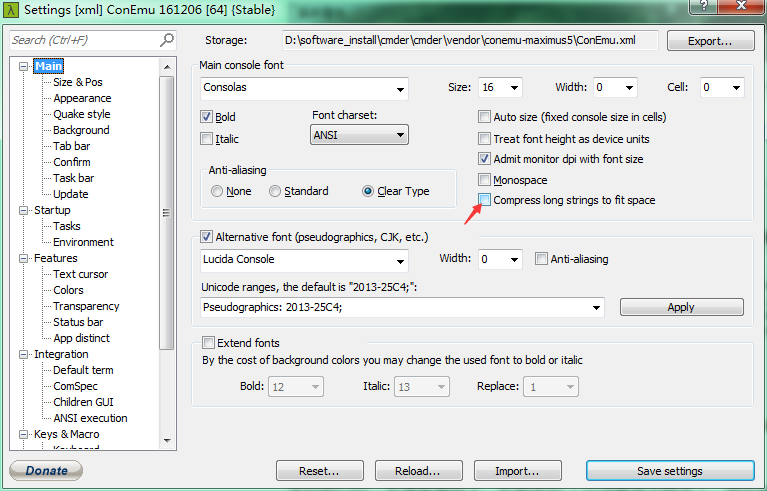 λ Settings [xml] ConEmu 161206 [64] {Stable}
Search (Ctrl+F)
Main
Size & Pos
Appearance
Quake style
Background
Tab bar
Confirm
Task bar
Update
Startup
Tasks
Environment
Features
Text cursor
Colors
Transparency
Status bar
App distinct
Integration
Default term
ComSpec
Children GUI
ANSI execution
Keys & Macro
Keyboard
Storage: D:\software_install\cmder\cmder\vendor\conemu-maximus5\ConEmu.xml Export...
Main console font
Consolas Size: 16 Width: 0 Cell: 0
Bold Font charset: Auto size (fixed console size in cells)
Italic ANSI Treat font height as device units
Admit monitor dpi with font size
Anti-aliasing Monospace
None Standard Clear Type Compress long strings to fit space
Alternative font (pseudographics, CJK, etc.)
Lucida Console Width: 0 Anti-aliasing
Unicode ranges, the default is "2013-25C4;":
Pseudographics: 2013-25C4; Apply
Extend fonts
By the cost of background colors you may change the used font to bold or italic
Bold: 12 Italic: 13 Replace: 1
Donate Reset... Reload... Import... Save settings